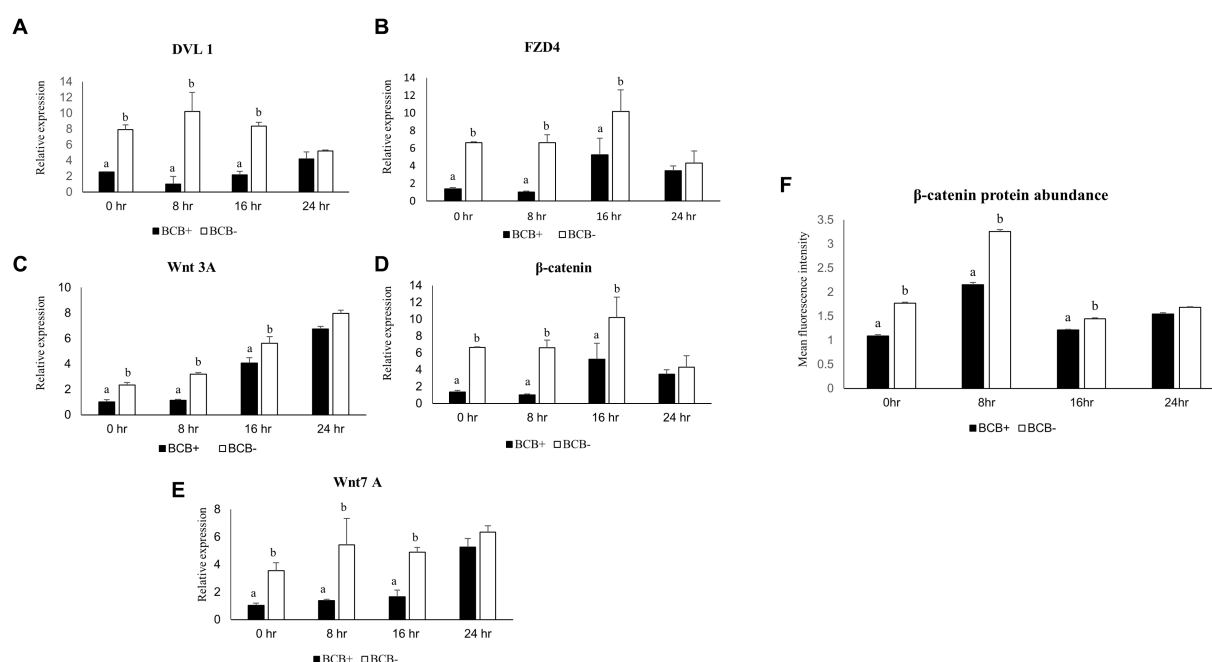 A
DVL 1
Relative expression
14
12
10
8
6
4
2
0
a
b
a
b
a
b
0 hr 8 hr 16 hr 24 hr
BCB+ BCB-
B
FZD4
Relative expression
14
12
10
8
6
4
2
0
a
b
a
b
a
b
0 hr 8 hr 16 hr 24 hr
BCB+ BCB-
C
Wnt 3A
Relative expression
10
8
6
4
2
0
a
b
a
b
a
b
0 hr 8 hr 16 hr 24 hr
BCB+ BCB-
D
β-catenin
Relative expression
14
12
10
8
6
4
2
0
a
b
a
b
a
b
0 hr 8 hr 16 hr 24 hr
BCB+ BCB-
E
Wnt7 A
Relative expression
8
6
4
2
0
a
b
a
b
a
b
0 hr 8 hr 16 hr 24 hr
BCB+ BCB-
F
β-catenin protein abundance
Mean fluorescence intensity
3.5
3
2.5
2
1.5
1
0.5
0
a
b
a
b
a
b
0hr 8hr 16hr 24hr
BCB+ BCB-